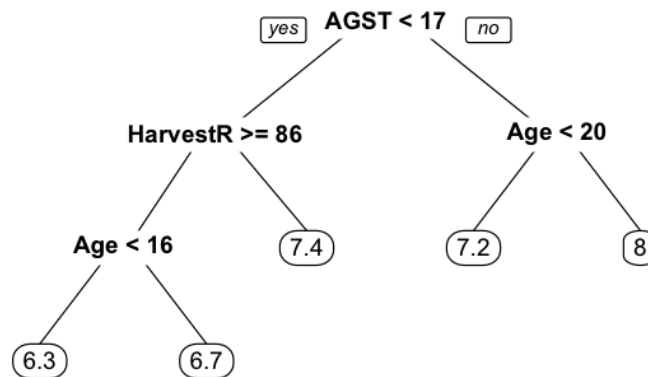 yes AGST < 17 no
HarvestR >= 86 Age < 20
Age < 16 7.4 7.2 8
6.3 6.7